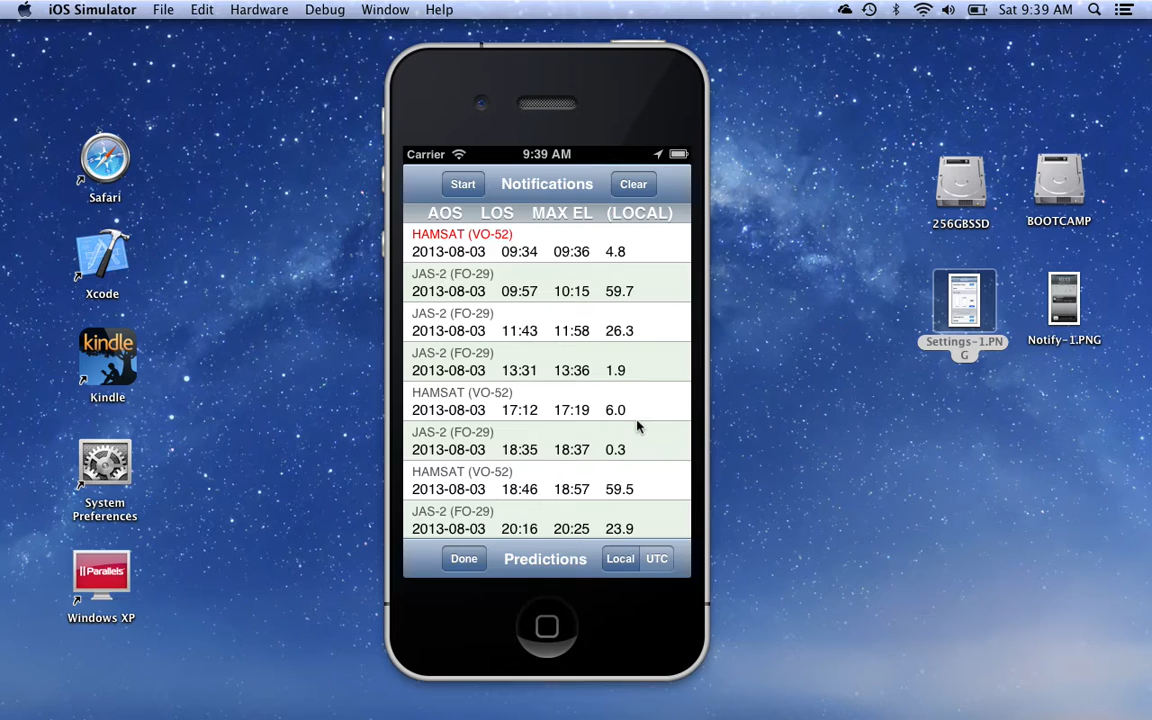 iOS Simulator File Edit Hardware Debug Window Help Sat 9:39 AM
Carrier 9:39 AM
Start Notifications Clear
AOS LOS MAX EL (LOCAL)
HAMSAT (VO-52)
2013-08-03 09:34 09:36 4.8
JAS-2 (FO-29)
2013-08-03 09:57 10:15 59.7
JAS-2 (FO-29)
2013-08-03 11:43 11:58 26.3
JAS-2 (FO-29)
2013-08-03 13:31 13:36 1.9
HAMSAT (VO-52)
2013-08-03 17:12 17:19 6.0
JAS-2 (FO-29)
2013-08-03 18:35 18:37 0.3
HAMSAT (VO-52)
2013-08-03 18:46 18:57 59.5
JAS-2 (FO-29)
2013-08-03 20:16 20:25 23.9
Done Predictions Local UTC
Safari
Xcode
kindle
Kindle
System
Preferences
Parallels
Windows XP
256GBSSD
BOOTCAMP
Settings-1.PN
G
Notify-1.PNG